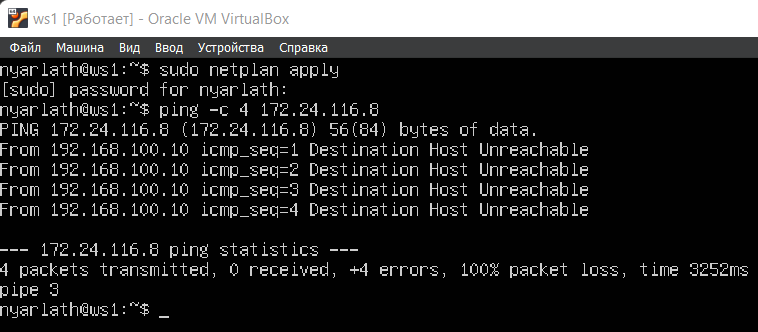 ws1 [Работает] - Oracle VM VirtualBox
Файл Машина Вид Ввод Устройства Справка
nyarlath@ws1:~$ sudo netplan apply
[sudo] password for nyarlath:
nyarlath@ws1:~$ ping -c 4 172.24.116.8
PING 172.24.116.8 (172.24.116.8) 56(84) bytes of data.
From 192.168.100.10 icmp_seq=1 Destination Host Unreachable
From 192.168.100.10 icmp_seq=2 Destination Host Unreachable
From 192.168.100.10 icmp_seq=3 Destination Host Unreachable
From 192.168.100.10 icmp_seq=4 Destination Host Unreachable
--- 172.24.116.8 ping statistics ---
4 packets transmitted, 0 received, +4 errors, 100% packet loss, time 3252ms
pipe 3
nyarlath@ws1:~$ _